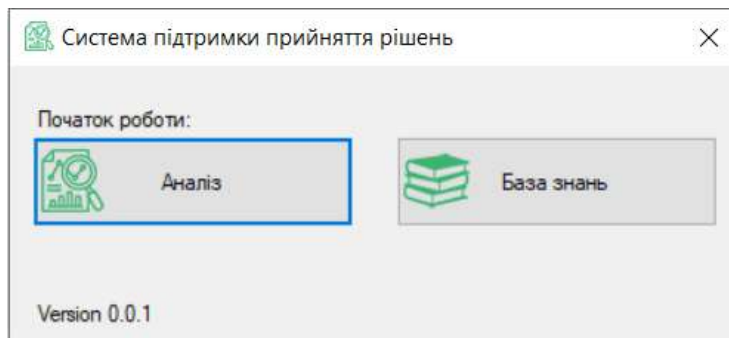 Система підтримки прийняття рішень
Початок роботи:
Аналіз
База знань
Version 0.0.1